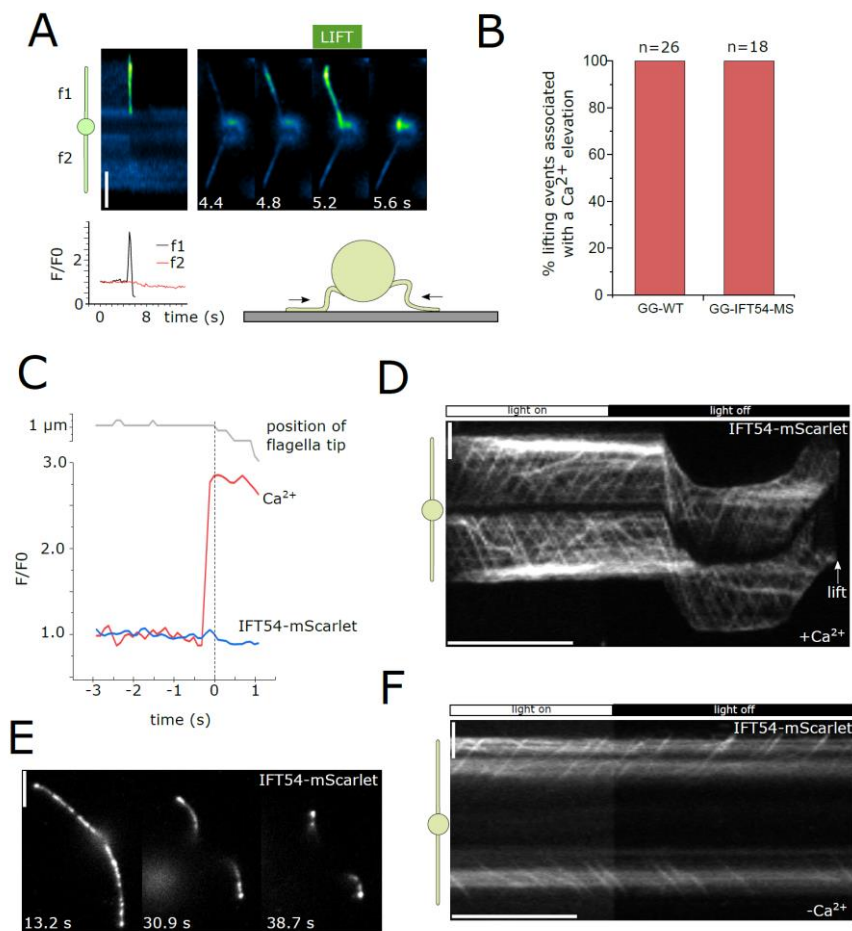 A
LIFT
f1
f2
4.4
4.8
5.2
5.6 s
F/F0
2
0
f1
f2
0
8
time (s)
B
n=26
n=18
% lifting events associated
with a Ca²⁺ elevation
100
80
60
40
20
0
GG-WT
GG-IFT54-MS
C
1 µm
position of
flagella tip
3.0
Ca²⁺
2.0
F/F0
IFT54-mScarlet
1.0
-3
-2
-1
0
1
time (s)
D
light on
light off
IFT54-mScarlet
lift
+Ca²⁺
E
IFT54-mScarlet
13.2 s
30.9 s
38.7 s
F
light on
light off
IFT54-mScarlet
-Ca²⁺